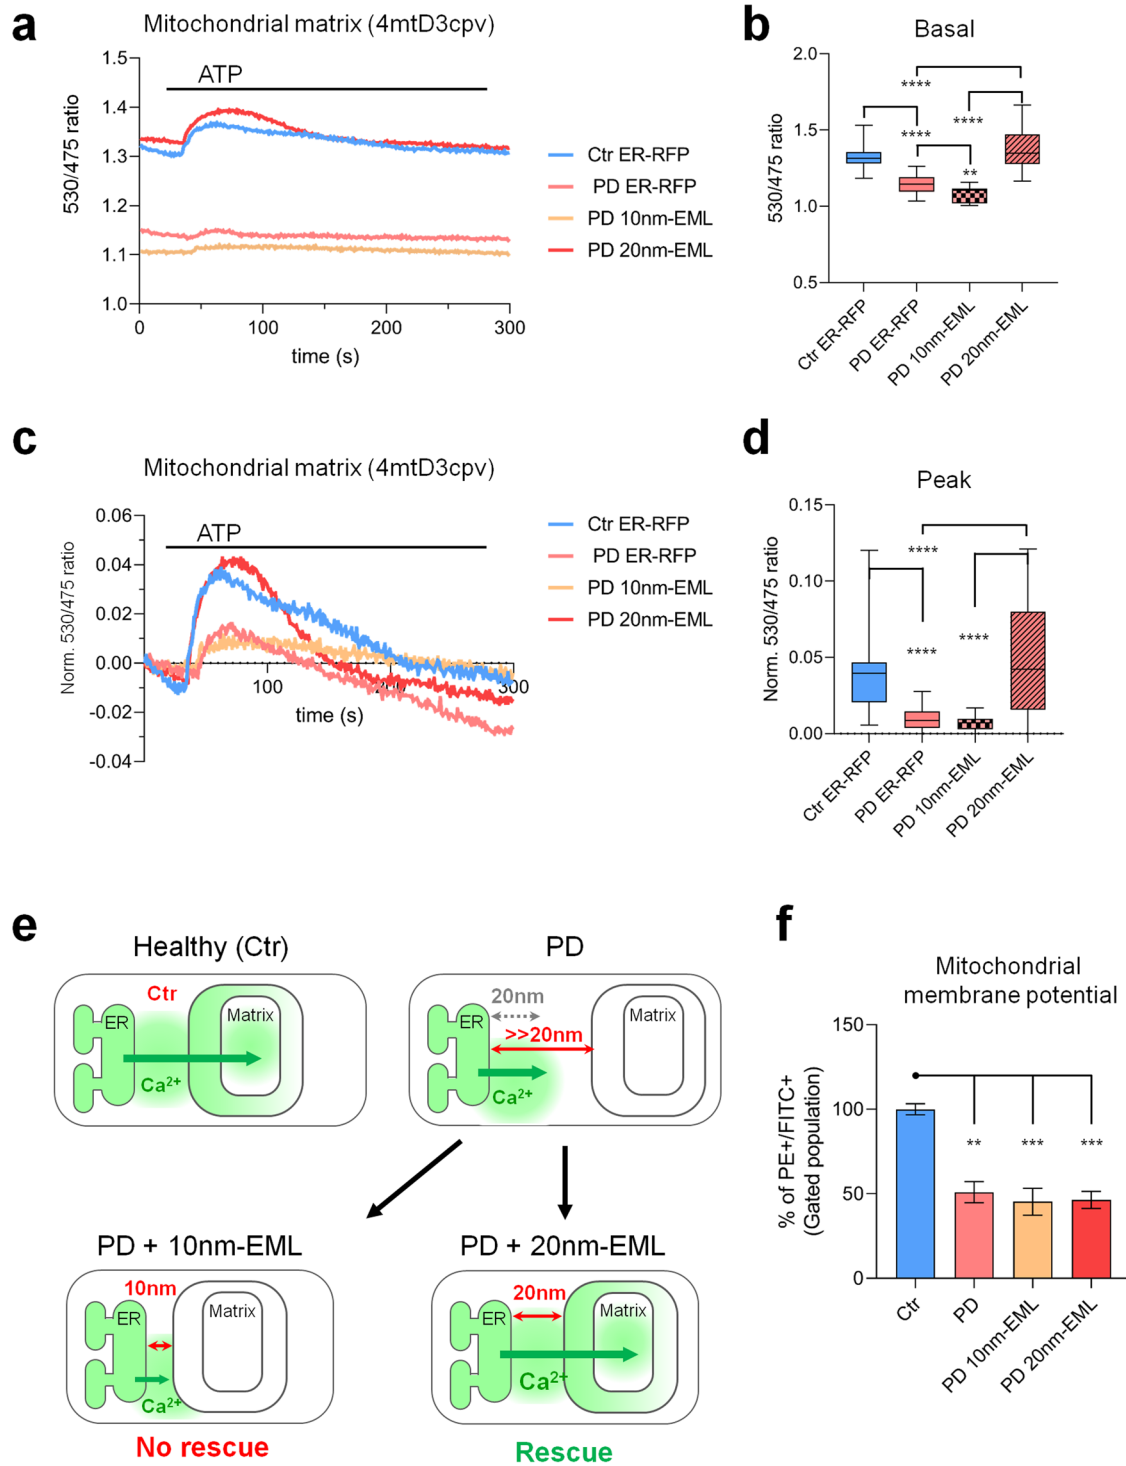 a
Mitochondrial matrix (4mtD3cpv)
1.5
1.4
1.3
1.2
1.1
1.0
530/475 ratio
ATP
0
100
200
300
time (s)
Ctr ER-RFP
PD ER-RFP
PD 10nm-EML
PD 20nm-EML
b
Basal
2.0
1.5
1.0
0.5
530/475 ratio
****
****
****
**
Ctr ER-RFP
PD ER-RFP
PD 10nm-EML
PD 20nm-EML
c
Mitochondrial matrix (4mtD3cpv)
0.06
0.04
0.02
0.00
-0.02
-0.04
Norm. 530/475 ratio
ATP
100
200
300
time (s)
Ctr ER-RFP
PD ER-RFP
PD 10nm-EML
PD 20nm-EML
d
Peak
0.15
0.10
0.05
0.00
Norm. 530/475 ratio
****
****
****
Ctr ER-RFP
PD ER-RFP
PD 10nm-EML
PD 20nm-EML
e
Healthy (Ctr)
Ctr
ER
Matrix
Ca²⁺
PD
20nm
>>20nm
ER
Matrix
Ca²⁺
PD + 10nm-EML
10nm
ER
Matrix
Ca²⁺
No rescue
PD + 20nm-EML
20nm
ER
Matrix
Ca²⁺
Rescue
f
Mitochondrial
membrane potential
150
100
50
0
% of PE+/FITC+
(Gated population)
**
***
***
Ctr
PD
PD 10nm-EML
PD 20nm-EML